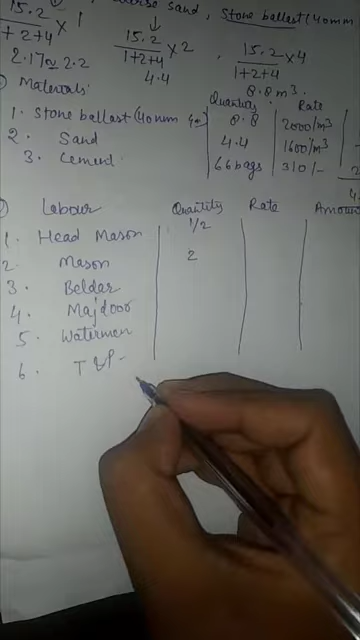 Coarse sand, Stone ballast (40mm
15.2/1+2+4 × 1
15.2/1+2+4 × 2 , 15.2/1+2+4 × 4
2.17 or 2.2
4.4
8.8 m³.
Materials:
Quantity. Rate
1. Stone ballast (40mm 8.8 2000/m³
2. Sand 4.4 1600/m³
3. Cement. 66 bags 310/-
Labour Quantity Rate Amount
1. Head Mason 1/2
2. Mason 2
3. Beldar
4. Majdoor
5. Watermen
6. T&P-